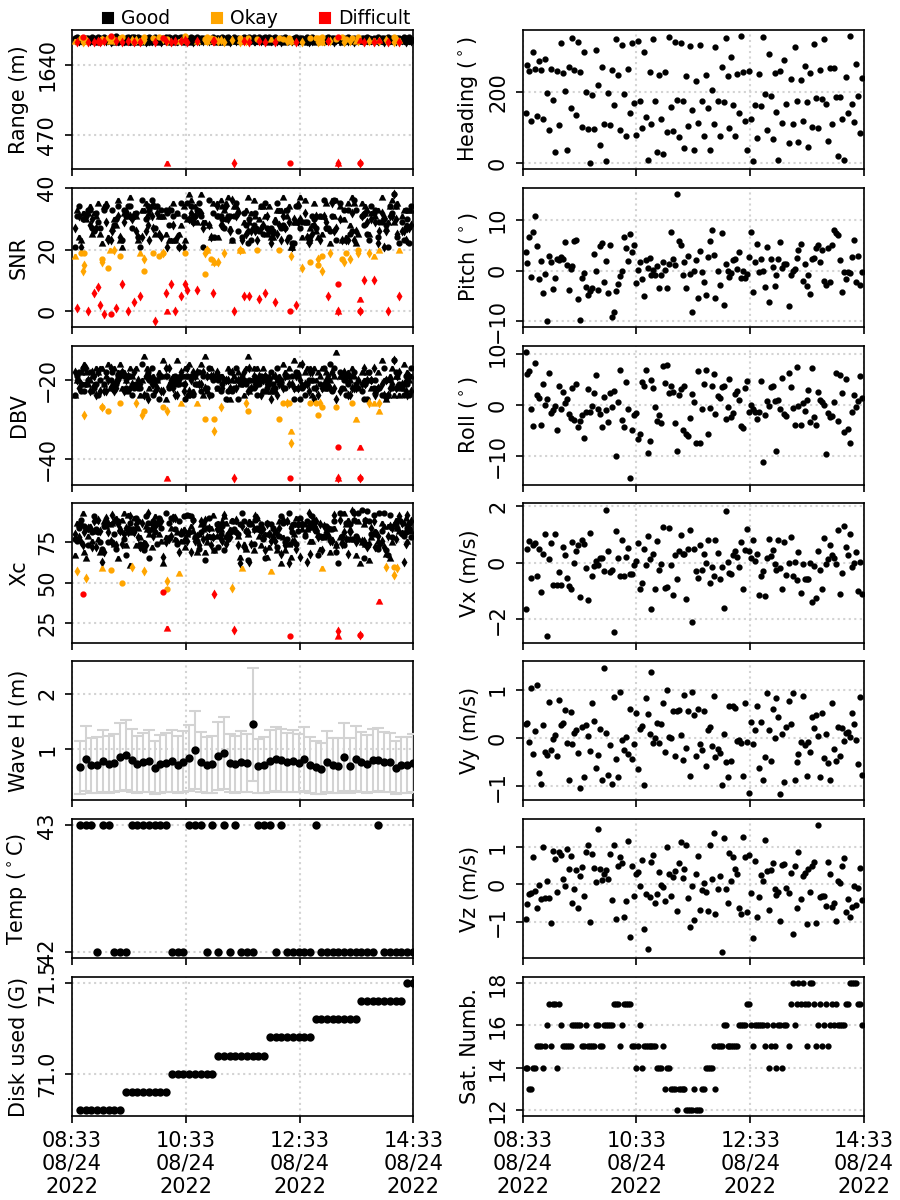 Good Okay Difficult
Range (m)
1640
470
Heading (°)
200
0
SNR
40
20
0
Pitch (°)
10
0
−10
DBV
−20
−40
Roll (°)
10
0
−10
Xc
75
50
25
Vx (m/s)
2
0
−2
Wave H (m)
2
1
Vy (m/s)
1
0
−1
Temp (°C)
43
42
Vz (m/s)
1
0
−1
Disk used (G)
71.5
71.0
Sat. Numb.
18
16
14
12
08:33 10:33 12:33 14:33
08/24 08/24 08/24 08/24
2022 2022 2022 2022
08:33 10:33 12:33 14:33
08/24 08/24 08/24 08/24
2022 2022 2022 2022